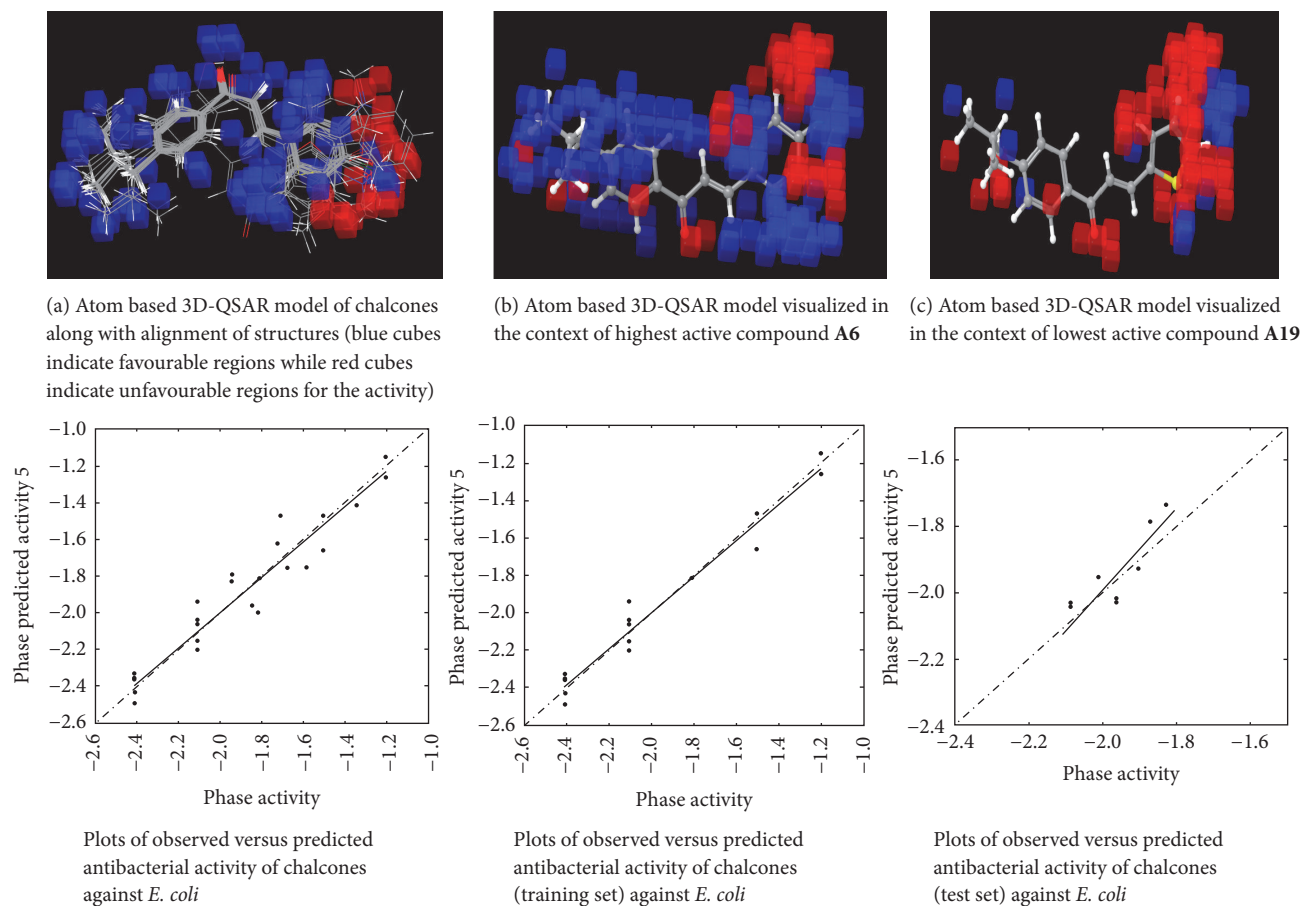 (a) Atom based 3D-QSAR model of chalcones
along with alignment of structures (blue cubes
indicate favourable regions while red cubes
indicate unfavourable regions for the activity)
(b) Atom based 3D-QSAR model visualized in
the context of highest active compound A6
(c) Atom based 3D-QSAR model visualized
in the context of lowest active compound A19
Phase predicted activity 5
−1.0
−1.2
−1.4
−1.6
−1.8
−2.0
−2.2
−2.4
−2.6
−2.6
−2.4
−2.2
−2.0
−1.8
−1.6
−1.4
−1.2
−1.0
Phase activity
Plots of observed versus predicted
antibacterial activity of chalcones
against E. coli
Phase predicted activity 5
−1.0
−1.2
−1.4
−1.6
−1.8
−2.0
−2.2
−2.4
−2.6
−2.6
−2.4
−2.2
−2.0
−1.8
−1.6
−1.4
−1.2
−1.0
Phase activity
Plots of observed versus predicted
antibacterial activity of chalcones
(training set) against E. coli
Phase predicted activity 5
−1.6
−1.8
−2.0
−2.2
−2.4
−2.4 −2.2 −2.0 −1.8 −1.6
Phase activity
Plots of observed versus predicted
antibacterial activity of chalcones
(test set) against E. coli